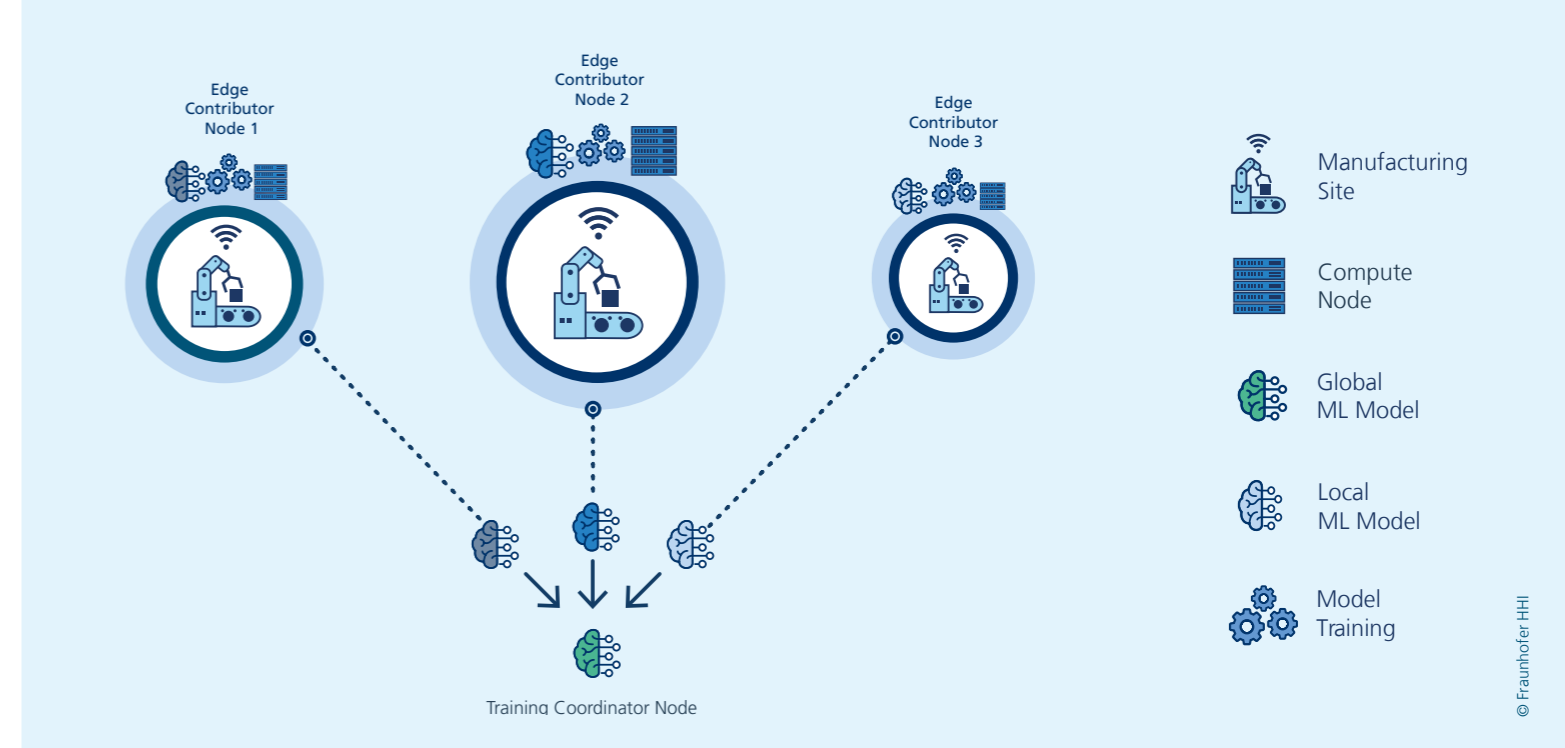 Edge
Contributor
Node 1
Edge
Contributor
Node 2
Edge
Contributor
Node 3
Manufacturing
Site
Compute
Node
Global
ML Model
Local
ML Model
Model
Training
Training Coordinator Node
© Fraunhofer HHI